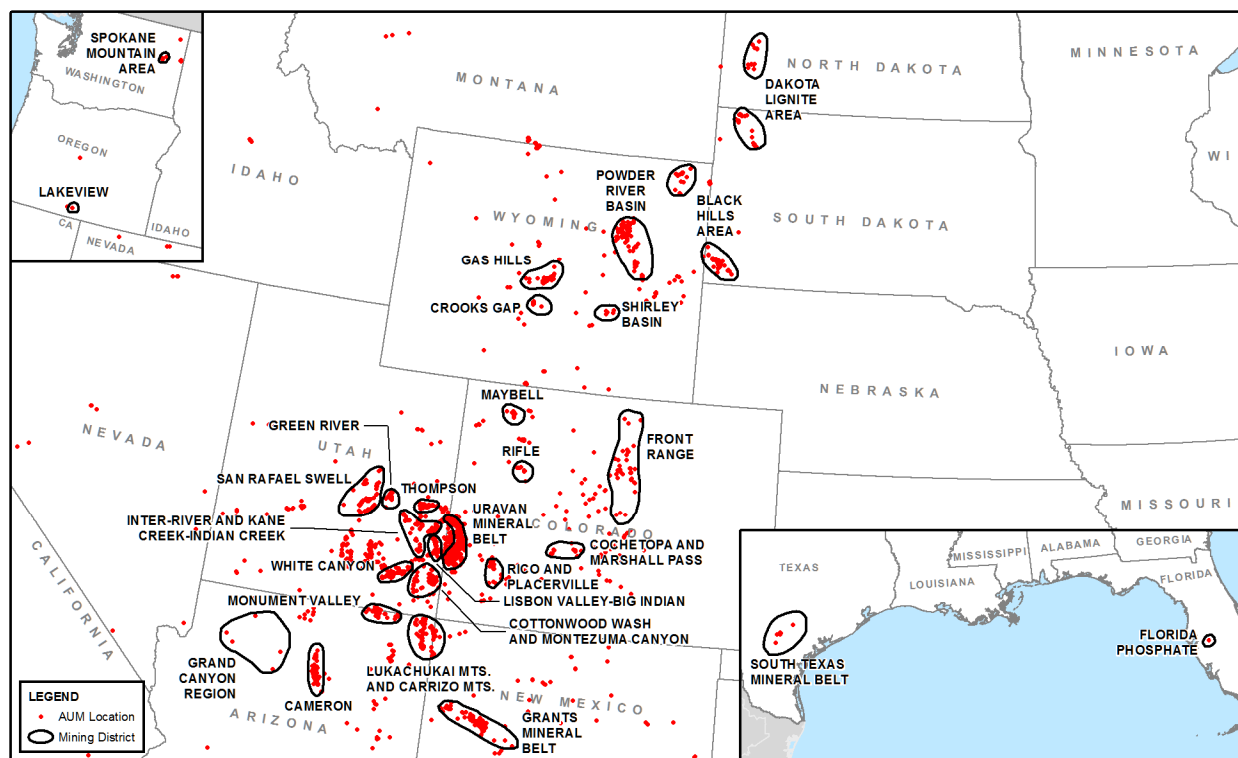 SPOKANE
MOUNTAIN
AREA
WASHINGTON
OREGON
LAKEVIEW
CA
NEVADA
IDAHO
MONTANA
NORTH DAKOTA
MINNESOTA
DAKOTA
LIGNITE
AREA
IDAHO
WI
POWDER
RIVER
BASIN
WYOMING
BLACK
HILLS
AREA
SOUTH DAKOTA
GAS HILLS
CROOKS GAP
SHIRLEY
BASIN
IOWA
NEBRASKA
MAYBELL
NEVADA
GREEN RIVER
UTAH
RIFLE
FRONT
RANGE
SAN RAFAEL SWELL
THOMPSON
MISSOURI
INTER-RIVER AND KANE
CREEK-INDIAN CREEK
URAVAN
MINERAL
BELT
COLORADO
COCHETOPA AND
MARSHALL PASS
WHITE CANYON
RICO AND
PLACERVILLE
CALIFORNIA
MONUMENT VALLEY
LISBON VALLEY-BIG INDIAN
COTTONWOOD WASH
AND MONTEZUMA CANYON
GRAND
CANYON
REGION
LUKACHUKAI MTS.
AND CARRIZO MTS.
CAMERON
ARIZONA
NEW MEXICO
GRANTS
MINERAL
BELT
LEGEND
AUM Location
Mining District
TEXAS
LOUISIANA
MISSISSIPPI
ALABAMA
GEORGIA
FLORIDA
SOUTH TEXAS
MINERAL BELT
FLORIDA
PHOSPHATE